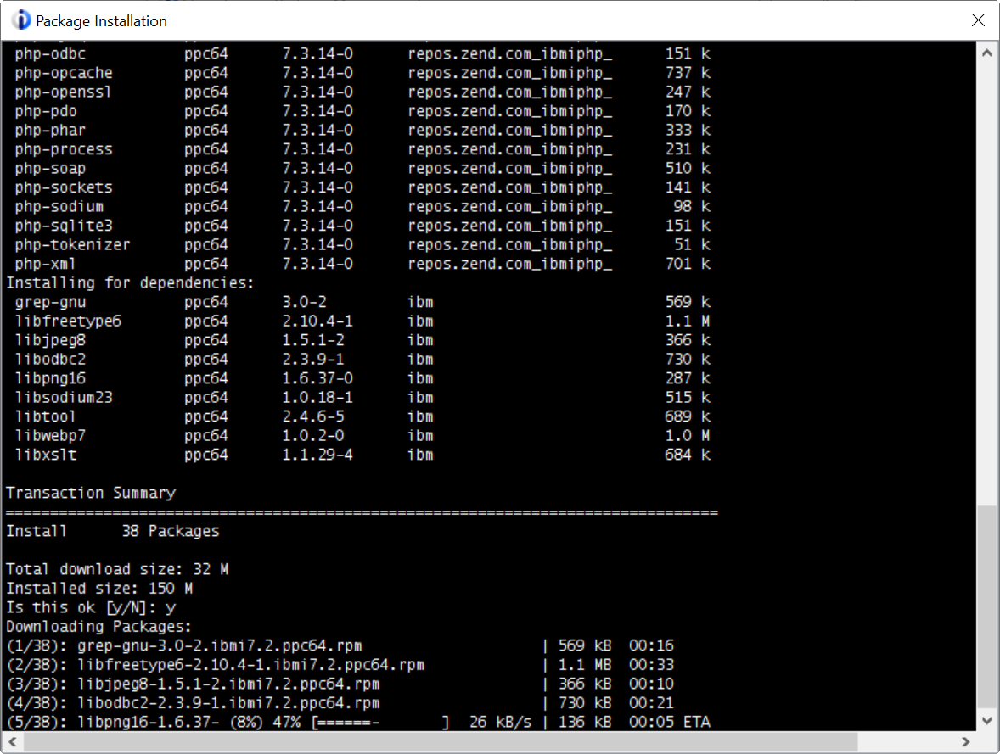 Package Installation
php-odbc ppc64 7.3.14-0 repos.zend.com_ibmiphp_ 151 k
php-opcache ppc64 7.3.14-0 repos.zend.com_ibmiphp_ 737 k
php-openssl ppc64 7.3.14-0 repos.zend.com_ibmiphp_ 247 k
php-pdo ppc64 7.3.14-0 repos.zend.com_ibmiphp_ 170 k
php-phar ppc64 7.3.14-0 repos.zend.com_ibmiphp_ 333 k
php-process ppc64 7.3.14-0 repos.zend.com_ibmiphp_ 231 k
php-soap ppc64 7.3.14-0 repos.zend.com_ibmiphp_ 510 k
php-sockets ppc64 7.3.14-0 repos.zend.com_ibmiphp_ 141 k
php-sodium ppc64 7.3.14-0 repos.zend.com_ibmiphp_ 98 k
php-sqlite3 ppc64 7.3.14-0 repos.zend.com_ibmiphp_ 151 k
php-tokenizer ppc64 7.3.14-0 repos.zend.com_ibmiphp_ 51 k
php-xml ppc64 7.3.14-0 repos.zend.com_ibmiphp_ 701 k
Installing for dependencies:
grep-gnu ppc64 3.0-2 ibm 569 k
libfreetype6 ppc64 2.10.4-1 ibm 1.1 M
libjpeg8 ppc64 1.5.1-2 ibm 366 k
libodbc2 ppc64 2.3.9-1 ibm 730 k
libpng16 ppc64 1.6.37-0 ibm 287 k
libsodium23 ppc64 1.0.18-1 ibm 515 k
libtool ppc64 2.4.6-5 ibm 689 k
libwebp7 ppc64 1.0.2-0 ibm 1.0 M
libxslt ppc64 1.1.29-4 ibm 684 k
Transaction Summary
================================================================================
Install 38 Packages
Total download size: 32 M
Installed size: 150 M
Is this ok [y/N]: y
Downloading Packages:
(1/38): grep-gnu-3.0-2.ibmi7.2.ppc64.rpm | 569 kB 00:16
(2/38): libfreetype6-2.10.4-1.ibmi7.2.ppc64.rpm | 1.1 MB 00:33
(3/38): libjpeg8-1.5.1-2.ibmi7.2.ppc64.rpm | 366 kB 00:10
(4/38): libodbc2-2.3.9-1.ibmi7.2.ppc64.rpm | 730 kB 00:21
(5/38): libpng16-1.6.37- (8%) 47% [======- ] 26 kB/s | 136 kB 00:05 ETA